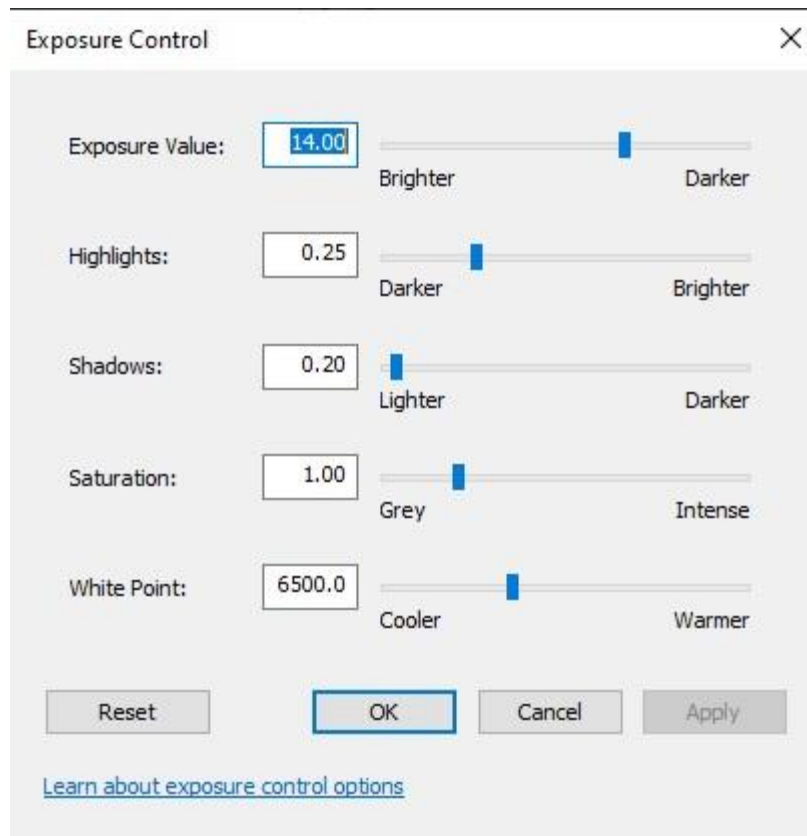 Exposure Control
Exposure Value: 14.00
Brighter Darker
Highlights: 0.25
Darker Brighter
Shadows: 0.20
Lighter Darker
Saturation: 1.00
Grey Intense
White Point: 6500.0
Cooler Warmer
Reset OK Cancel Apply
Learn about exposure control options